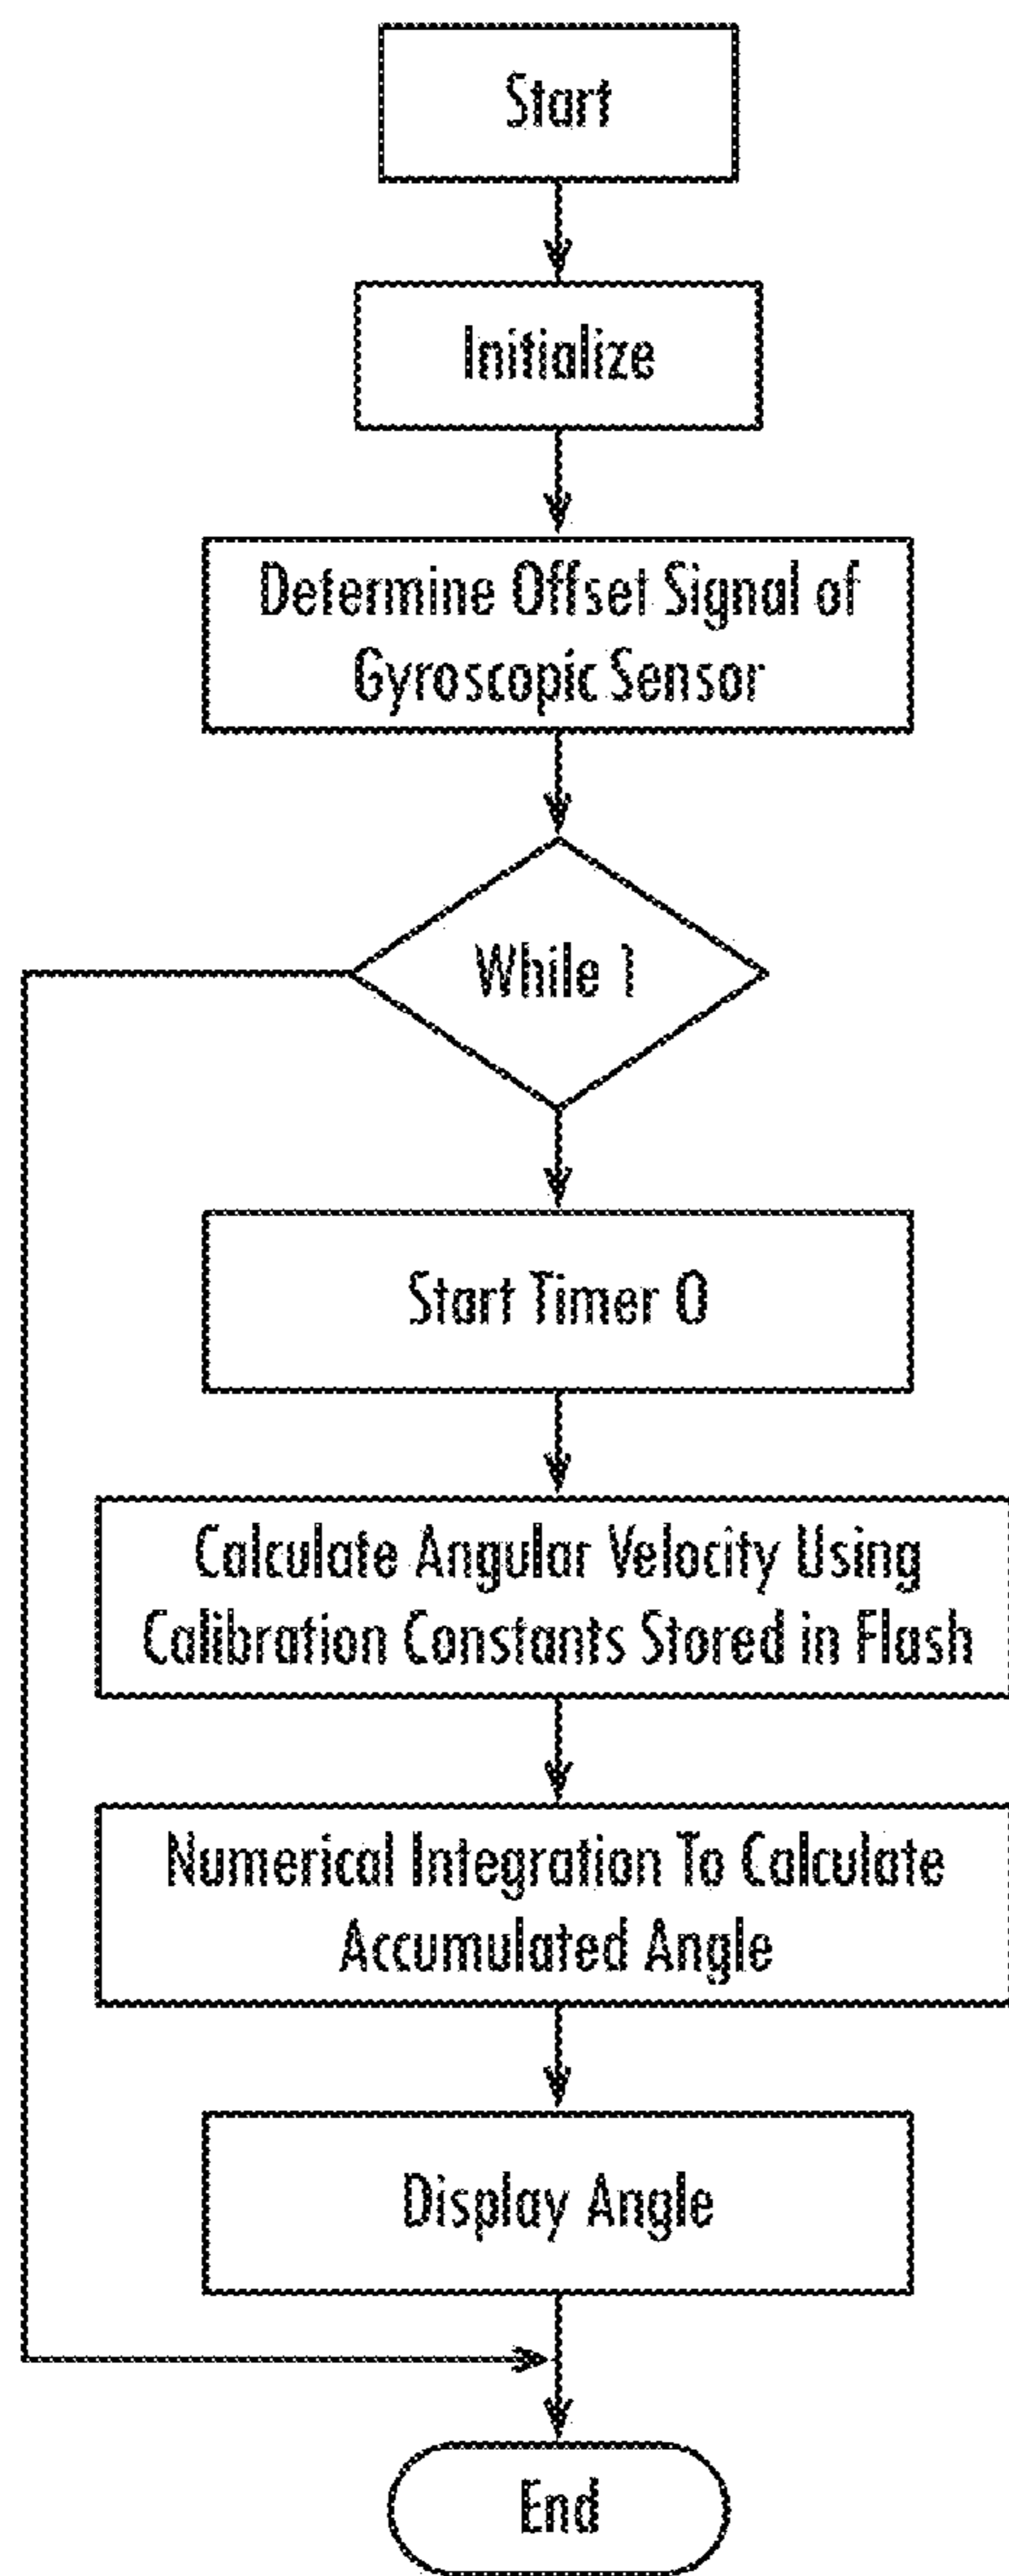 Start
Initialize
Determine Offset Signal of
Gyroscopic Sensor
While 1
Start Timer 0
Calculate Angular Velocity Using
Calibration Constants Stored in Flash
Numerical Integration To Calculate
Accumulated Angle
Display Angle
End